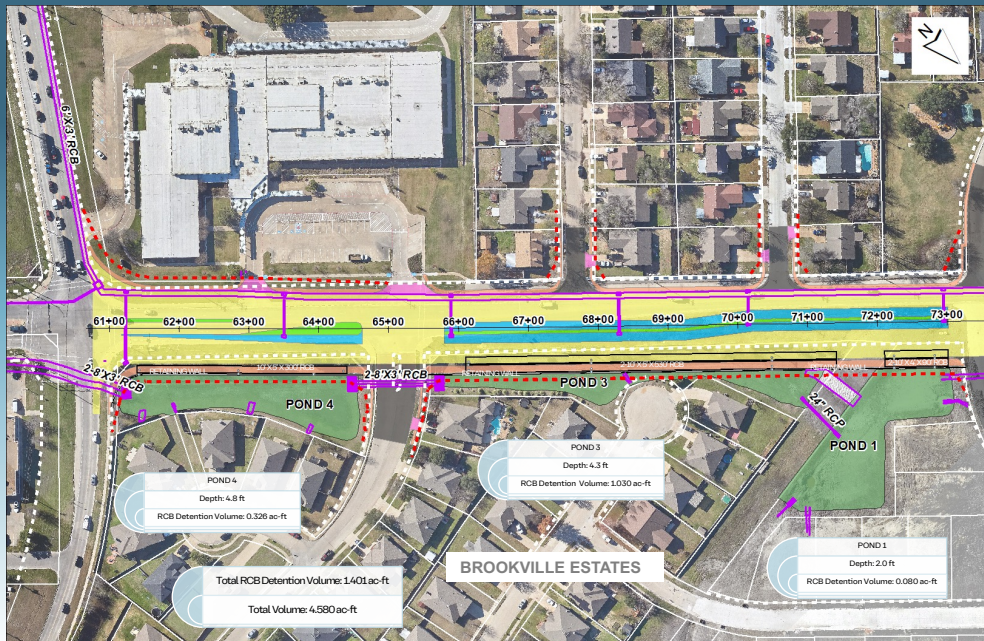 N
6'X3' RCB
61+00 62+00 63+00 64+00 65+00 66+00 67+00 68+00 69+00 70+00 71+00 72+00 73+00
2-8'X3' RCB
RETAINING WALL
2-8'X3' RCB
RETAINING WALL
RETAINING WALL
POND 4
POND 3
24" RCP
POND 1
POND 4
Depth: 4.8 ft
RCB Detention Volume: 0.326 ac-ft
POND 3
Depth: 4.3 ft
RCB Detention Volume: 1.030 ac-ft
POND 1
Depth: 2.0 ft
RCB Detention Volume: 0.080 ac-ft
BROOKVILLE ESTATES
Total RCB Detention Volume: 1.401 ac-ft
Total Volume: 4.580 ac-ft